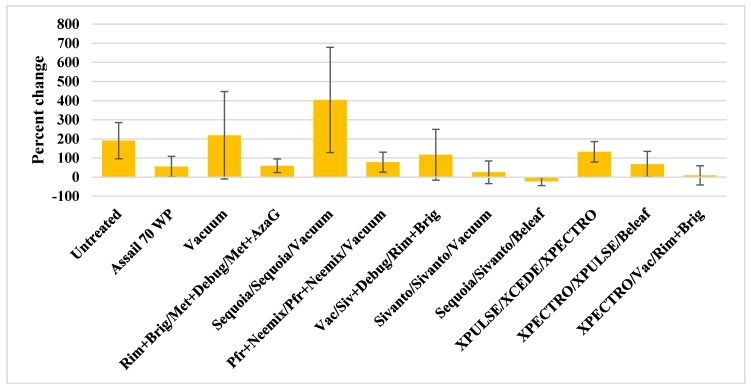 800
700
600
500
400
300
200
100
0
-100
Percent change
Untreated
Assail 70 WP
Vacuum
Rim+Brig/Met+Debug/Met+AzaG
Sequoia/Sequoia/Vacuum
Pfr+Neemix/Pfr+Neemix/Vacuum
Vac/Siv+Debug/Rim+Brig
Sivanto/Sivanto/Vacuum
Sequoia/Sivanto/Beleaf
XPULSE/XCEDE/XPECTRO
XPECTRO/XPULSE/Beleaf
XPECTRO/Vac/Rim+Brig